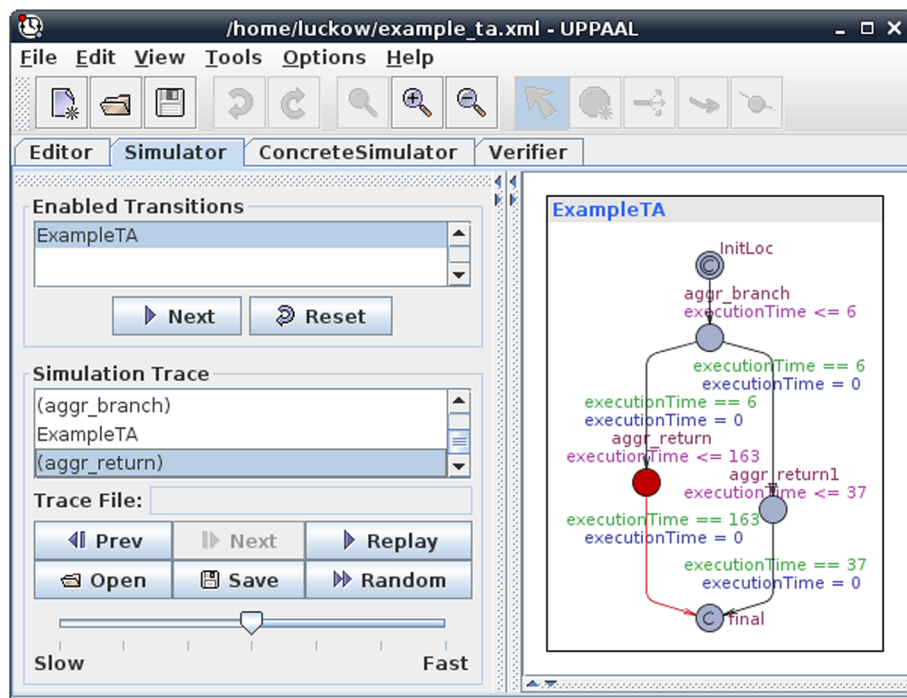 /home/luckow/example_ta.xml - UPPAAL
File Edit View Tools Options Help
Editor Simulator ConcreteSimulator Verifier
Enabled Transitions
ExampleTA
Next Reset
Simulation Trace
(aggr_branch)
ExampleTA
(aggr_return)
Trace File:
Prev Next Replay
Open Save Random
Slow Fast
ExampleTA
InitLoc
aggr_branch
executionTime <= 6
executionTime == 6
executionTime = 0
executionTime == 6
executionTime = 0
aggr_return
executionTime <= 163
aggr_return1
executionTime <= 37
executionTime == 163
executionTime = 0
executionTime == 37
executionTime = 0
C final